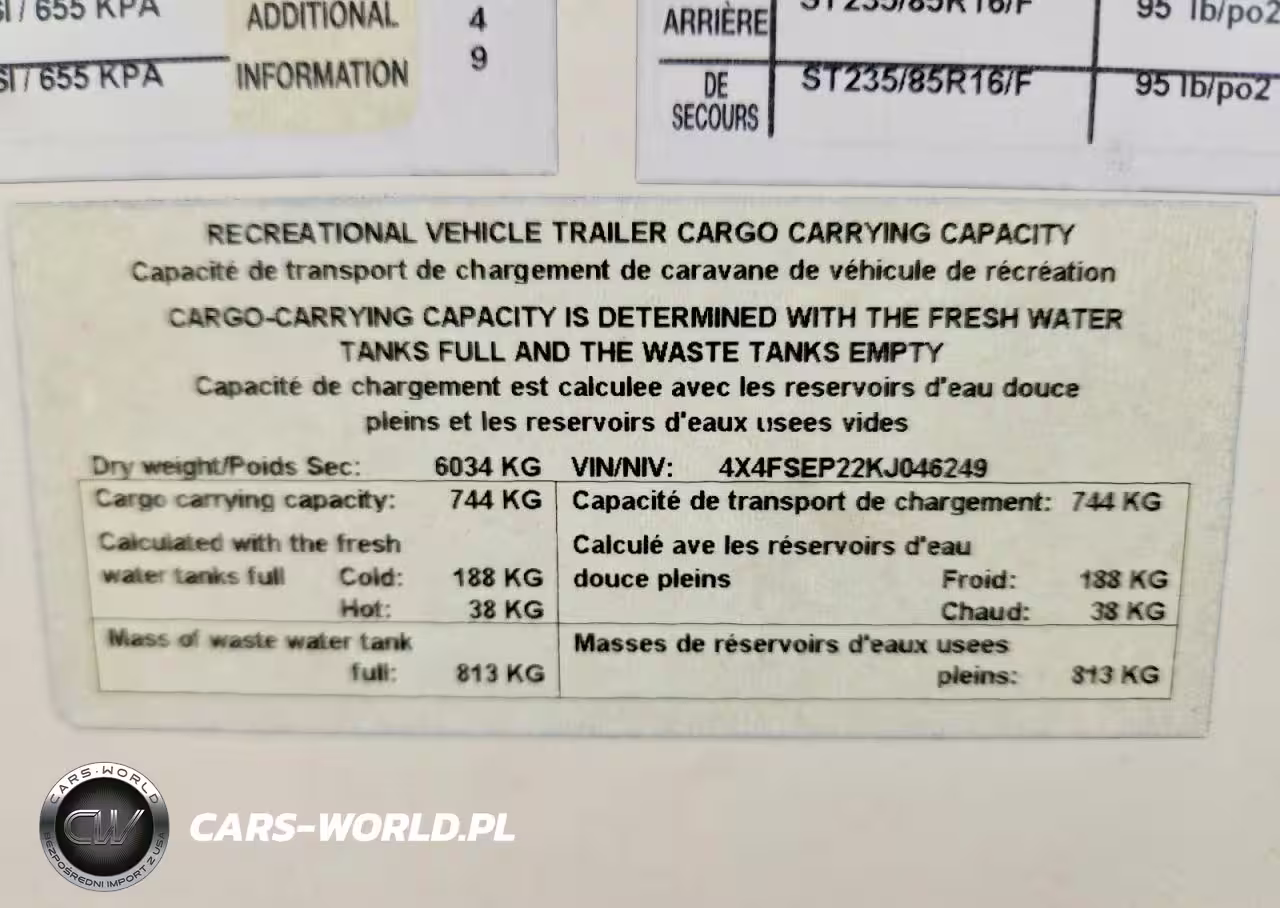 SI / 655 KPA
ADDITIONAL
4
SI / 655 KPA
INFORMATION
9
ARRIÈRE ST235/85R16/F 95 lb/po2
DE SECOURS ST235/85R16/F 95 lb/po2
RECREATIONAL VEHICLE TRAILER CARGO CARRYING CAPACITY
Capacité de transport de chargement de caravane de véhicule de récréation
CARGO-CARRYING CAPACITY IS DETERMINED WITH THE FRESH WATER
TANKS FULL AND THE WASTE TANKS EMPTY
Capacité de chargement est calculee avec les reservoirs d'eau douce
pleins et les reservoirs d'eaux usees vides
Dry weight/Poids Sec: 6034 KG VIN/NIV: 4X4FSEP22KJ046249
Cargo carrying capacity: 744 KG Capacité de transport de chargement: 744 KG
Calculated with the fresh Calculé ave les réservoirs d'eau
water tanks full Cold: 188 KG douce pleins Froid: 188 KG
Hot: 38 KG Chaud: 38 KG
Mass of waste water tank Masses de réservoirs d'eaux usees
full: 813 KG pleins: 813 KG
CARS-WORLD
CW
BEZPOŚREDNI IMPORT Z USA
CARS-WORLD.PL